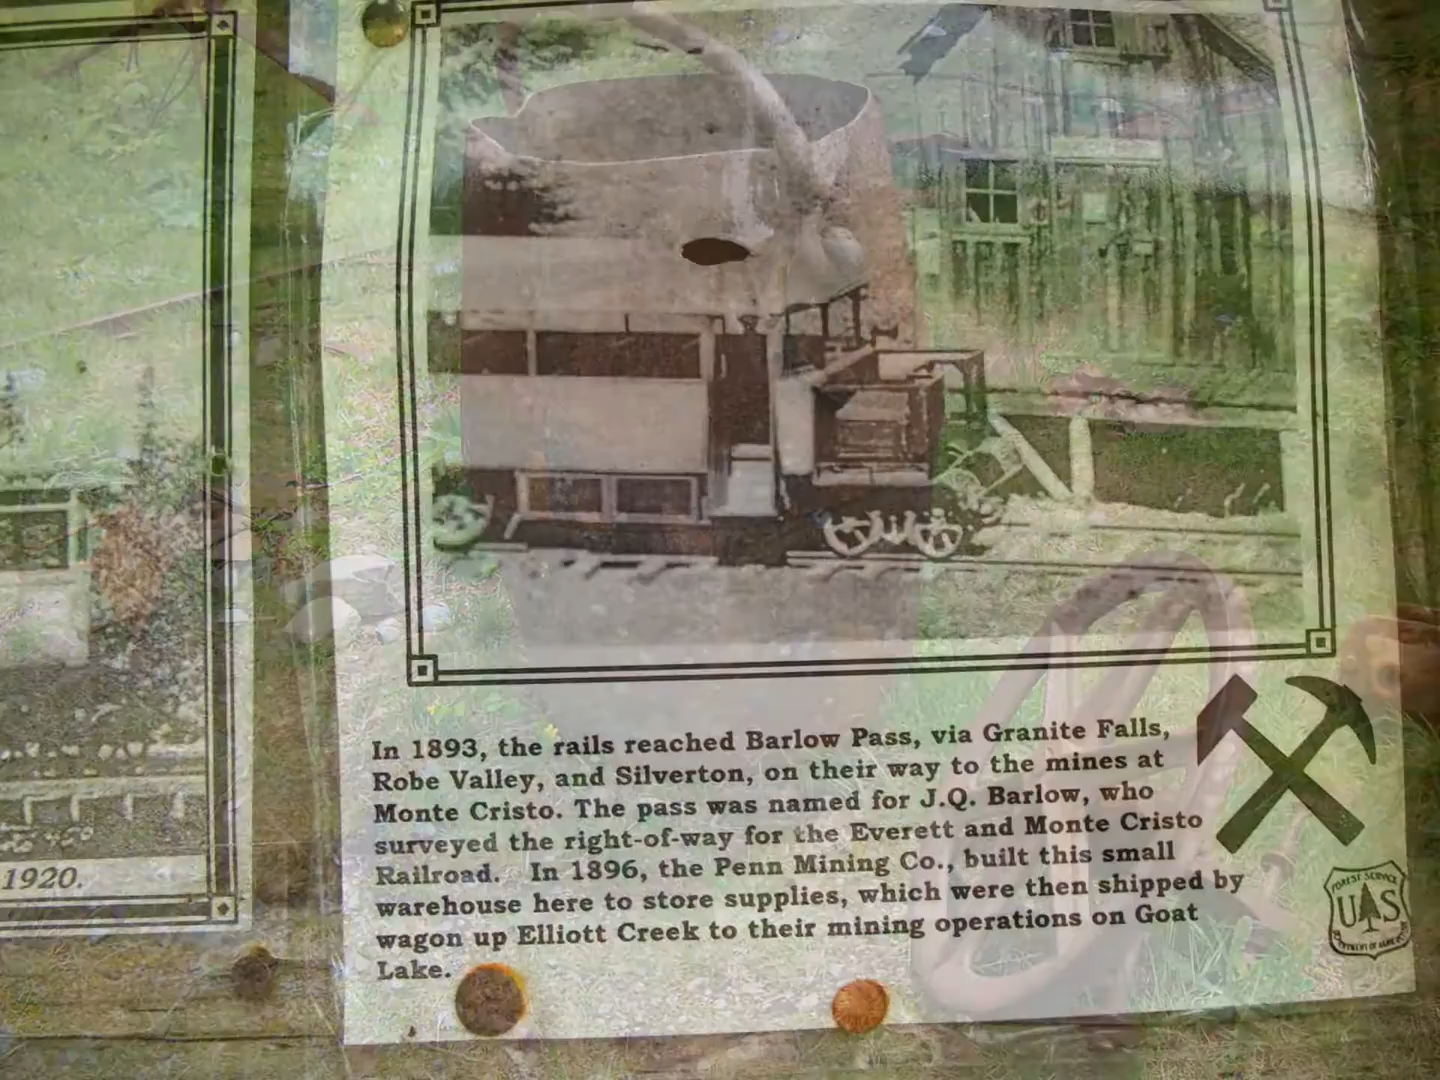 1920.
In 1893, the rails reached Barlow Pass, via Granite Falls,
Robe Valley, and Silverton, on their way to the mines at
Monte Cristo. The pass was named for J.Q. Barlow, who
surveyed the right-of-way for the Everett and Monte Cristo
Railroad. In 1896, the Penn Mining Co., built this small
warehouse here to store supplies, which were then shipped by
wagon up Elliott Creek to their mining operations on Goat
Lake.
FOREST SERVICE
U S